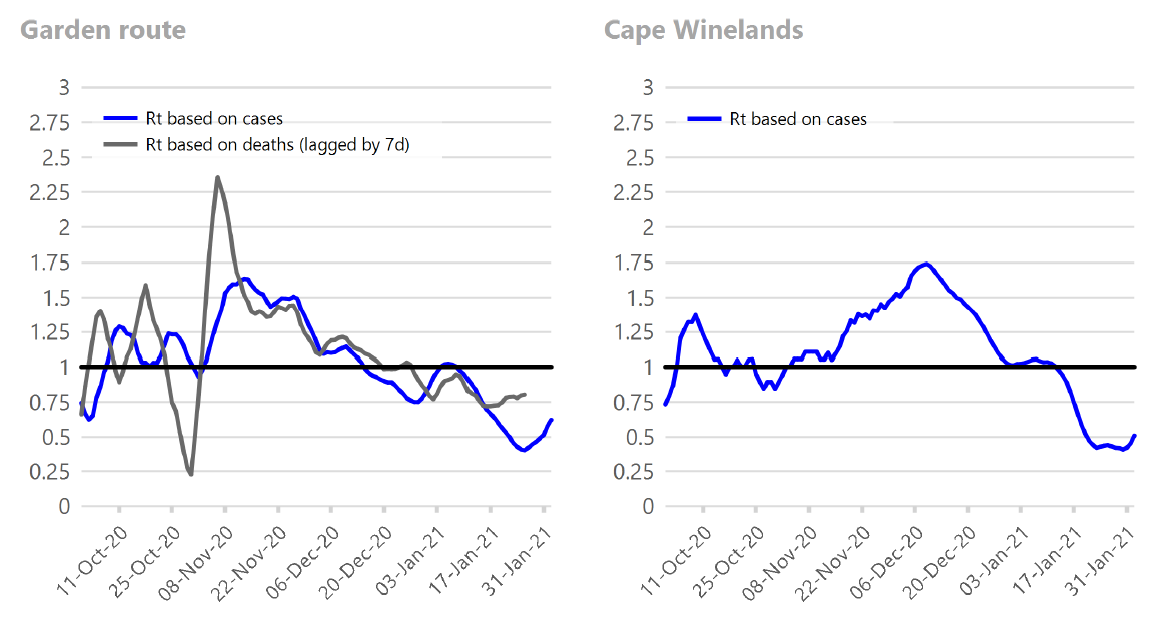 Garden route
3
2.75
2.5
2.25
2
1.75
1.5
1.25
1
0.75
0.5
0.25
0
Rt based on cases
Rt based on deaths (lagged by 7d)
11-Oct-20
25-Oct-20
08-Nov-20
22-Nov-20
06-Dec-20
20-Dec-20
03-Jan-21
17-Jan-21
31-Jan-21
Cape Winelands
3
2.75
2.5
2.25
2
1.75
1.5
1.25
1
0.75
0.5
0.25
0
Rt based on cases
11-Oct-20
25-Oct-20
08-Nov-20
22-Nov-20
06-Dec-20
20-Dec-20
03-Jan-21
17-Jan-21
31-Jan-21